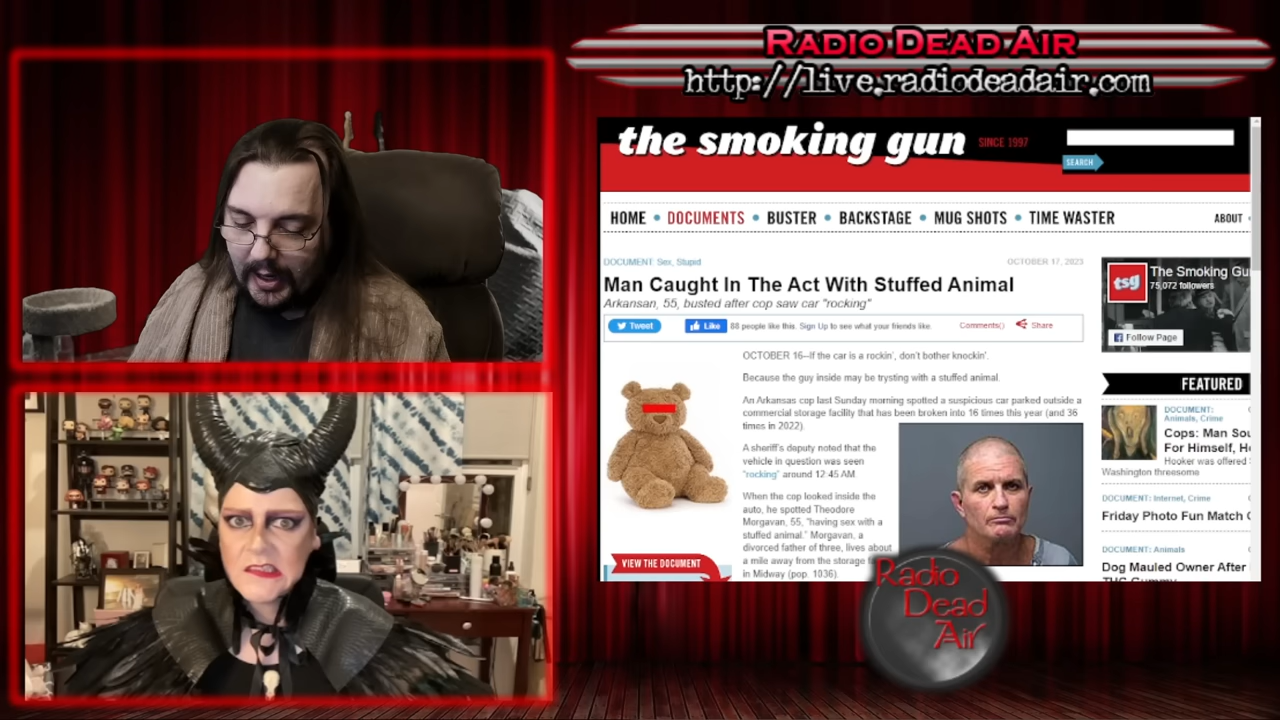 RADIO DEAD AIR
http://live.radiodeadair.com
the smoking gun
SINCE 1997
SEARCH
HOME • DOCUMENTS • BUSTER • BACKSTAGE • MUG SHOTS • TIME WASTER
ABOUT
DOCUMENT: Sex, Stupid
OCTOBER 17, 2023
Man Caught In The Act With Stuffed Animal
Arkansan, 55, busted after cop saw car "rocking"
Tweet
Like
88 people like this. Sign Up to see what your friends like.
Comments()
Share
OCTOBER 16--If the car is a rockin', don't bother knockin'.
Because the guy inside may be trysting with a stuffed animal.
An Arkansas cop last Sunday morning spotted a suspicious car parked outside a
commercial storage facility that has been broken into 16 times this year (and 36
times in 2022).
A sheriff's deputy noted that the
vehicle in question was seen
"rocking" around 12:45 AM.
When the cop looked inside the
auto, he spotted Theodore
Morgavan, 55, "having sex with a
stuffed animal." Morgavan, a
divorced father of three, lives about
a mile away from the storage
in Midway (pop. 1036).
VIEW THE DOCUMENT
tsg
The Smoking Gu
75,072 followers
Follow Page
FEATURED
DOCUMENT:
Animals, Crime
Cops: Man Sou
For Himself, H
Hooker was offered
Washington threesome
DOCUMENT: Internet, Crime
Friday Photo Fun Match
DOCUMENT: Animals
Dog Mauled Owner After
Radio
Dead
Air